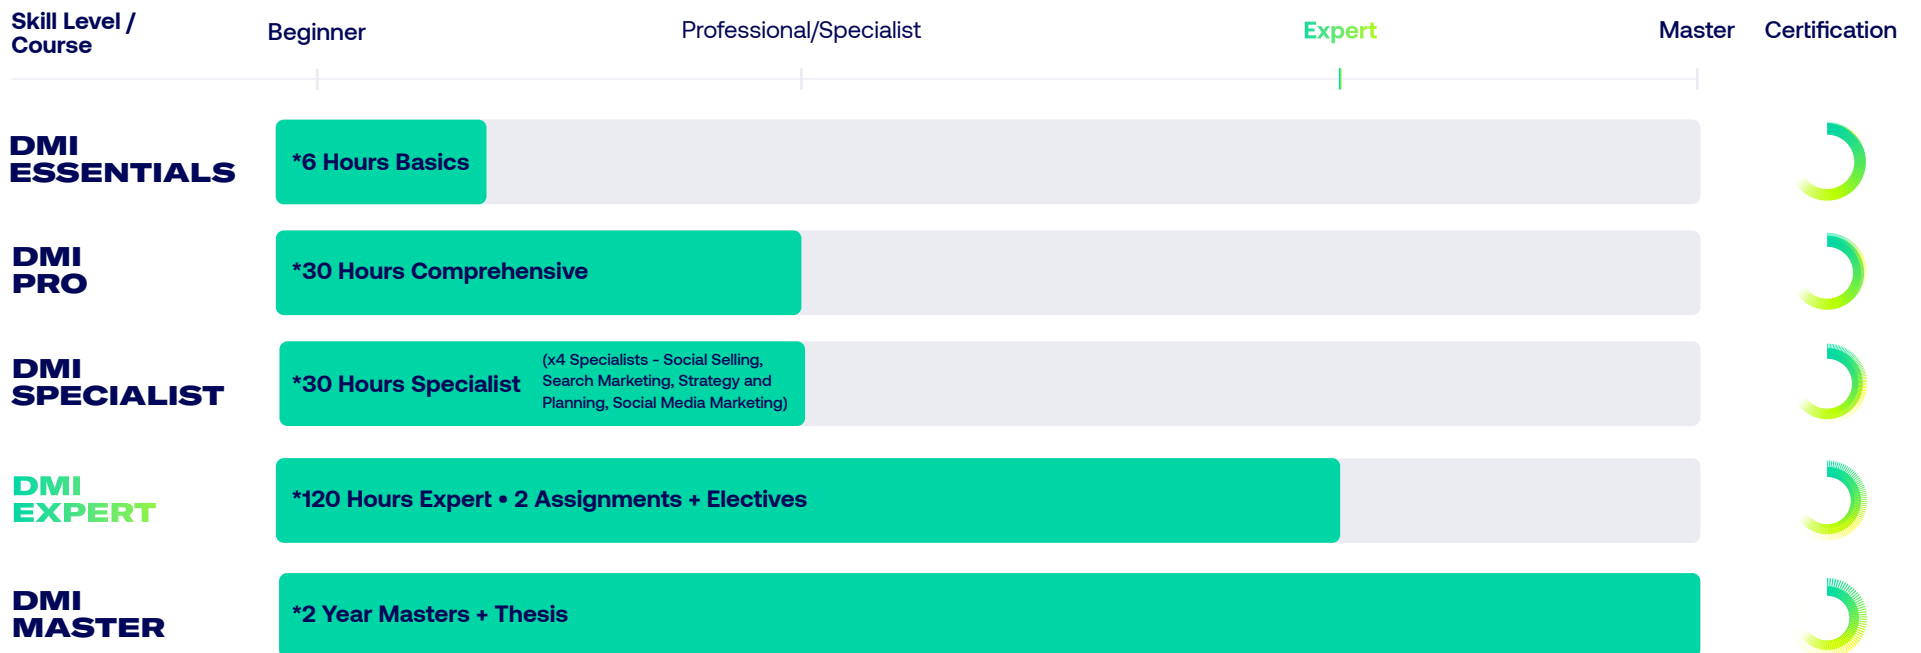 Skill Level /
Course
Beginner
Professional/Specialist
Expert
Master
Certification
DMI
ESSENTIALS
*6 Hours Basics
DMI
PRO
*30 Hours Comprehensive
DMI
SPECIALIST
*30 Hours Specialist
(x4 Specialists - Social Selling,
Search Marketing, Strategy and
Planning, Social Media Marketing)
DMI
EXPERT
*120 Hours Expert • 2 Assignments + Electives
DMI
MASTER
*2 Year Masters + Thesis